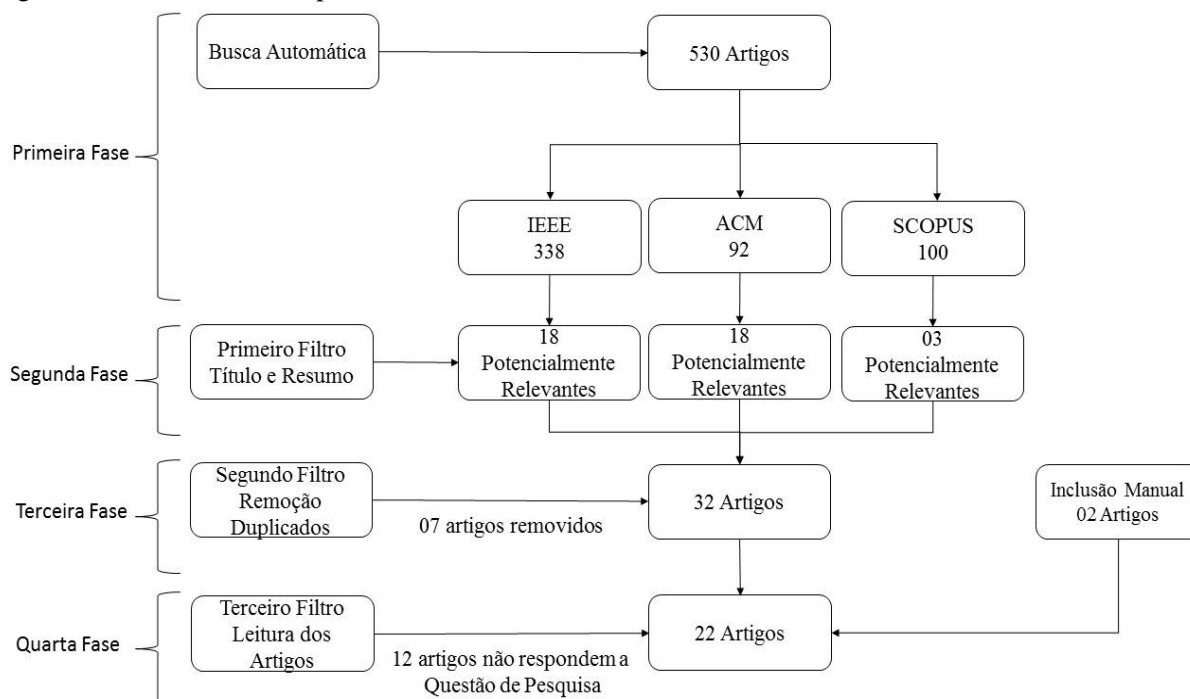 Busca Automática
530 Artigos
Primeira Fase
IEEE
338
ACM
92
SCOPUS
100
Segunda Fase
Primeiro Filtro
Título e Resumo
18
Potencialmente
Relevantes
18
Potencialmente
Relevantes
03
Potencialmente
Relevantes
Terceira Fase
Segundo Filtro
Remoção
Duplicados
07 artigos removidos
32 Artigos
Inclusão Manual
02 Artigos
Quarta Fase
Terceiro Filtro
Leitura dos
Artigos
12 artigos não respondem a
Questão de Pesquisa
22 Artigos